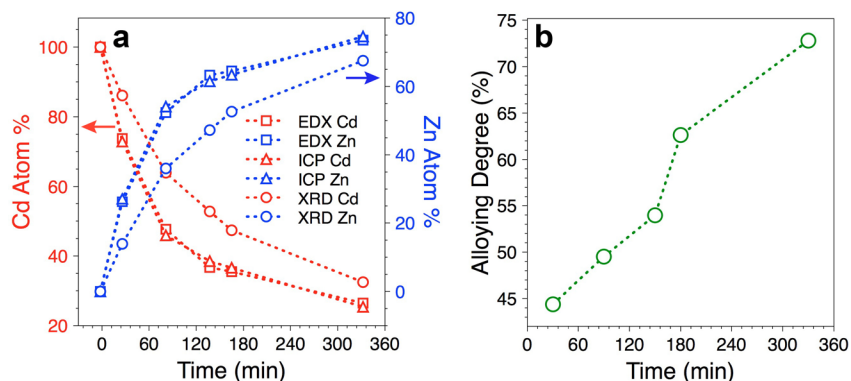 a
100
80
60
40
20
Cd Atom %
80
60
40
20
0
Zn Atom %
EDX Cd
EDX Zn
ICP Cd
ICP Zn
XRD Cd
XRD Zn
0 60 120 180 240 300 360
Time (min)
b
75
70
65
60
55
50
45
Alloying Degree (%)
0 60 120 180 240 300 360
Time (min)